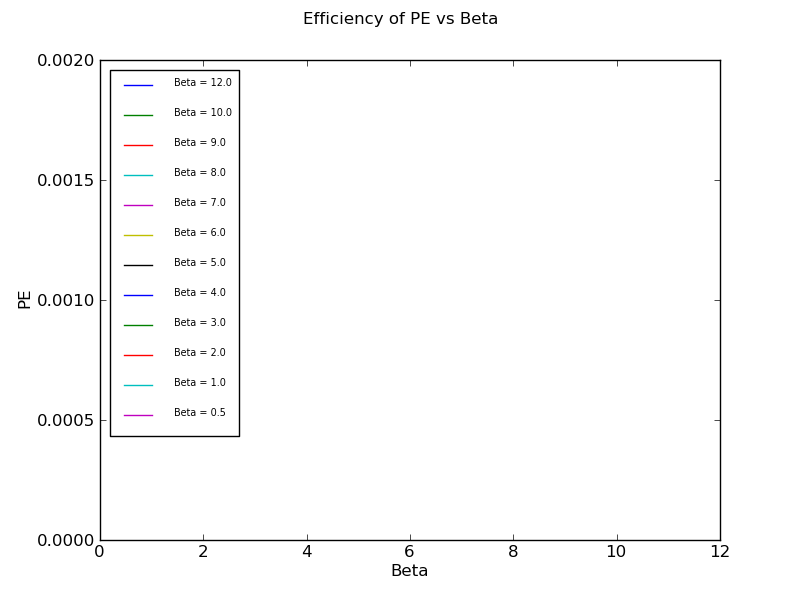 Efficiency of PE vs Beta
0.0020
0.0015
0.0010
0.0005
0.0000
PE
Beta = 12.0
Beta = 10.0
Beta = 9.0
Beta = 8.0
Beta = 7.0
Beta = 6.0
Beta = 5.0
Beta = 4.0
Beta = 3.0
Beta = 2.0
Beta = 1.0
Beta = 0.5
0 2 4 6 8 10 12
Beta